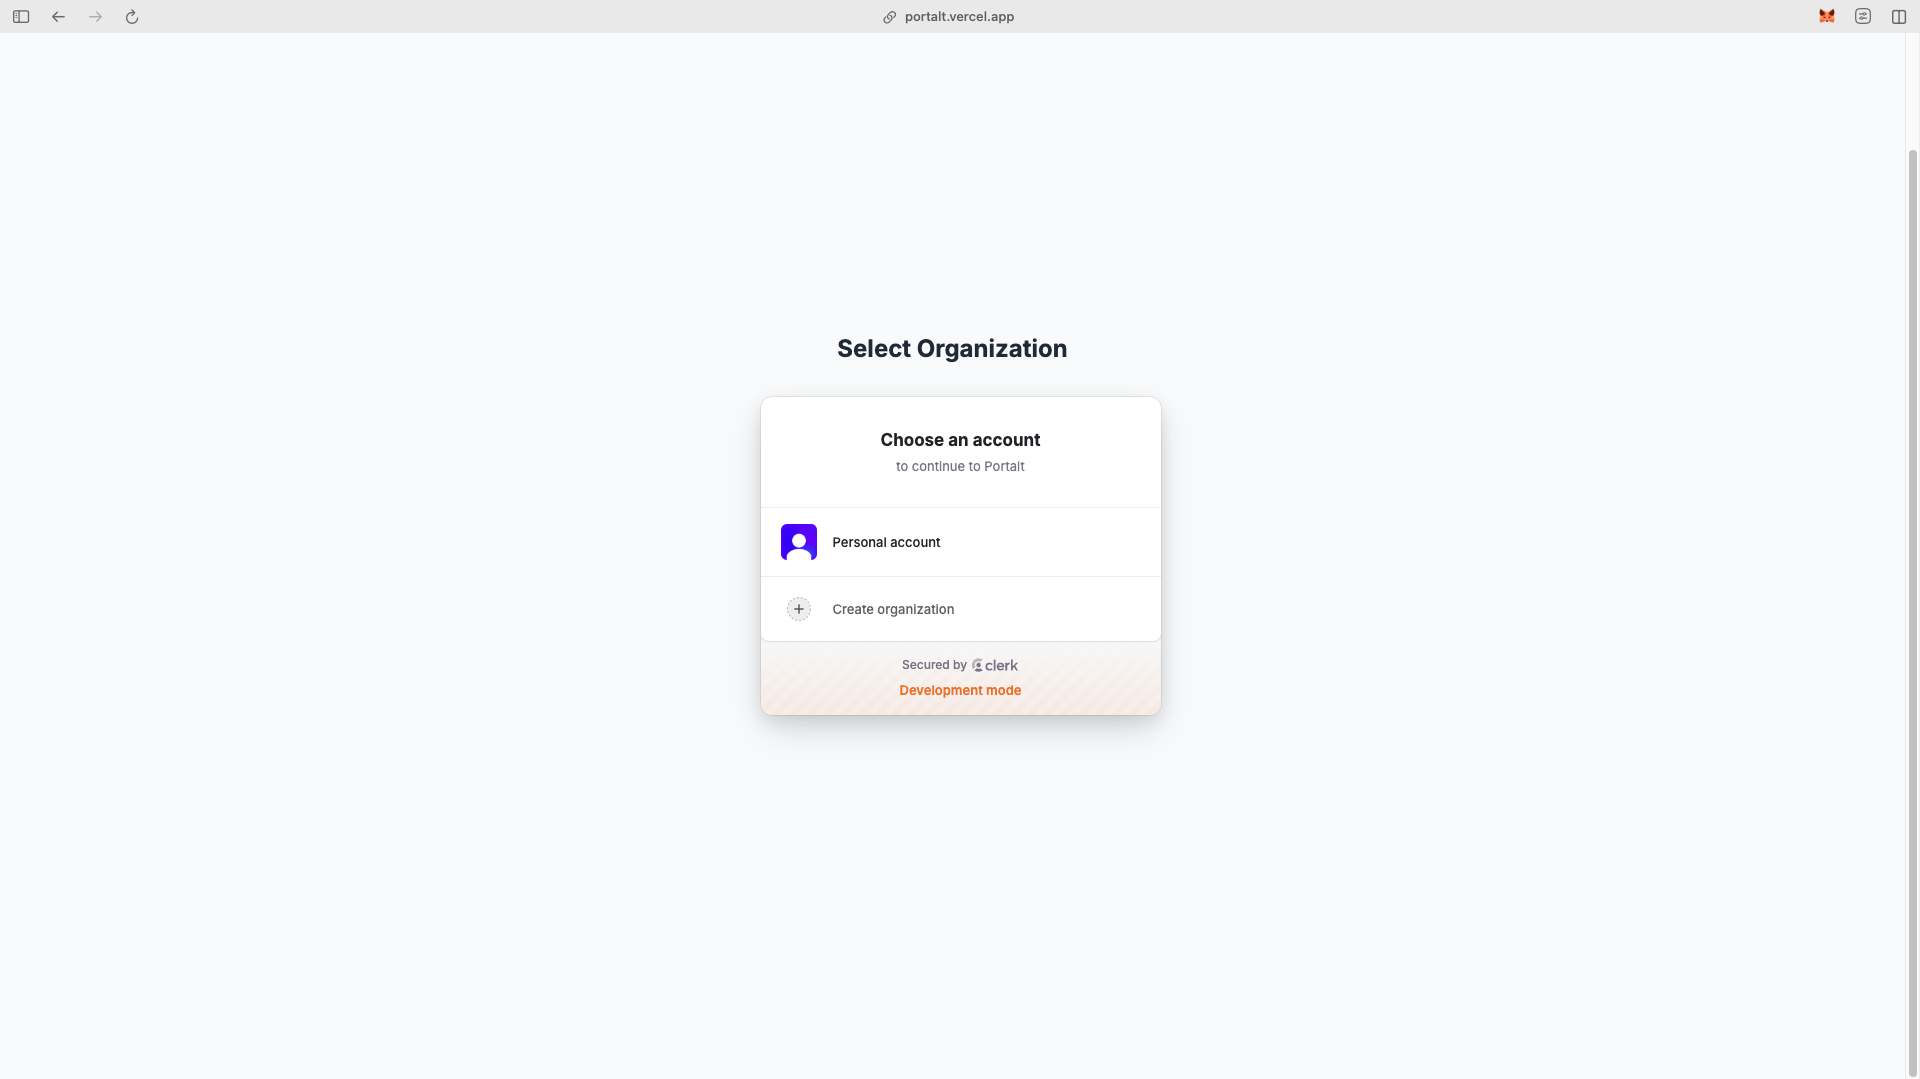 portalt.vercel.app
Select Organization
Choose an account
to continue to Portalt
Personal account
Create organization
Secured by clerk
Development mode